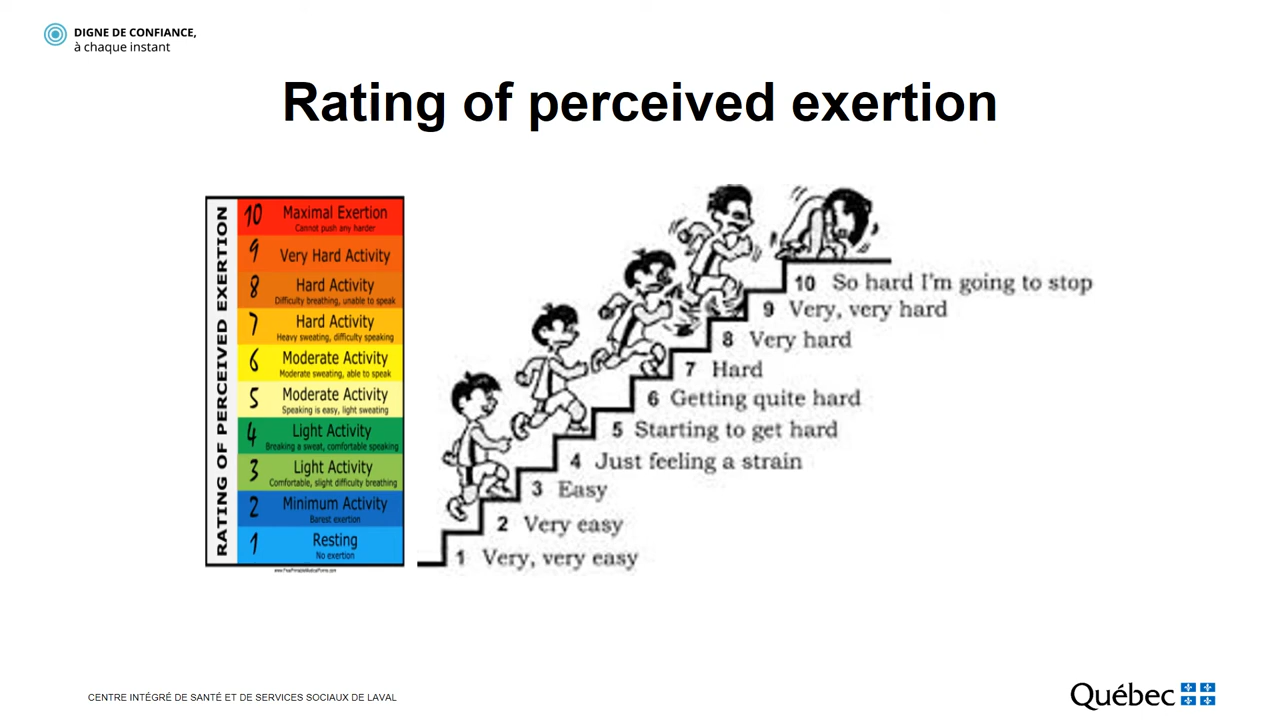 DIGNE DE CONFIANCE,
à chaque instant
Rating of perceived exertion
RATING OF PERCEIVED EXERTION
10 Maximal Exertion
Cannot push any harder
9 Very Hard Activity
8 Hard Activity
Difficulty breathing, unable to speak
7 Hard Activity
Heavy sweating, difficulty speaking
6 Moderate Activity
Moderate sweating, able to speak
5 Moderate Activity
Speaking is easy, light sweating
4 Light Activity
Breaking a sweat, comfortable speaking
3 Light Activity
Comfortable, slight difficulty breathing
2 Minimum Activity
Barest exertion
1 Resting
No exertion
10 So hard I'm going to stop
9 Very, very hard
8 Very hard
7 Hard
6 Getting quite hard
5 Starting to get hard
4 Just feeling a strain
3 Easy
2 Very easy
1 Very, very easy
CENTRE INTÉGRÉ DE SANTÉ ET DE SERVICES SOCIAUX DE LAVAL
Québec